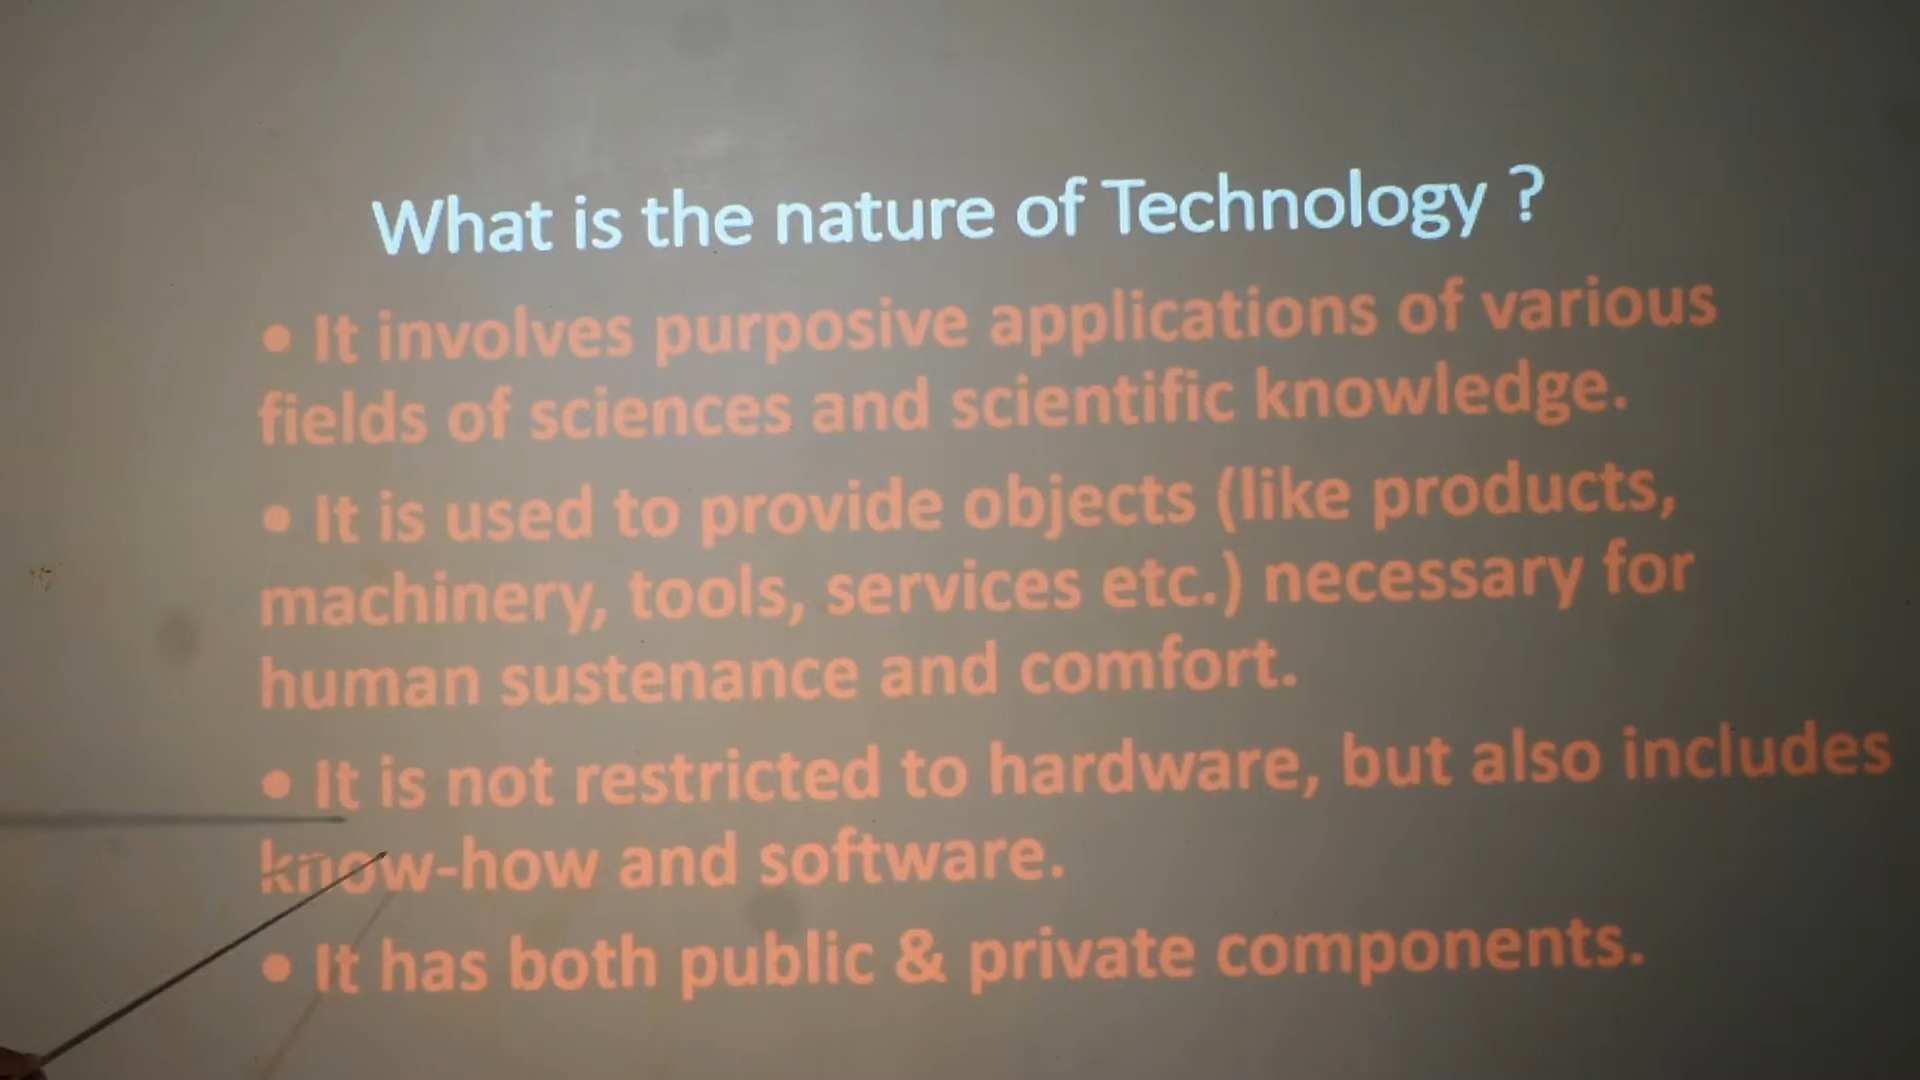 What is the nature of Technology ?
• It involves purposive applications of various
fields of sciences and scientific knowledge.
• It is used to provide objects (like products,
machinery, tools, services etc.) necessary for
human sustenance and comfort.
• It is not restricted to hardware, but also includes
know-how and software.
• It has both public & private components.